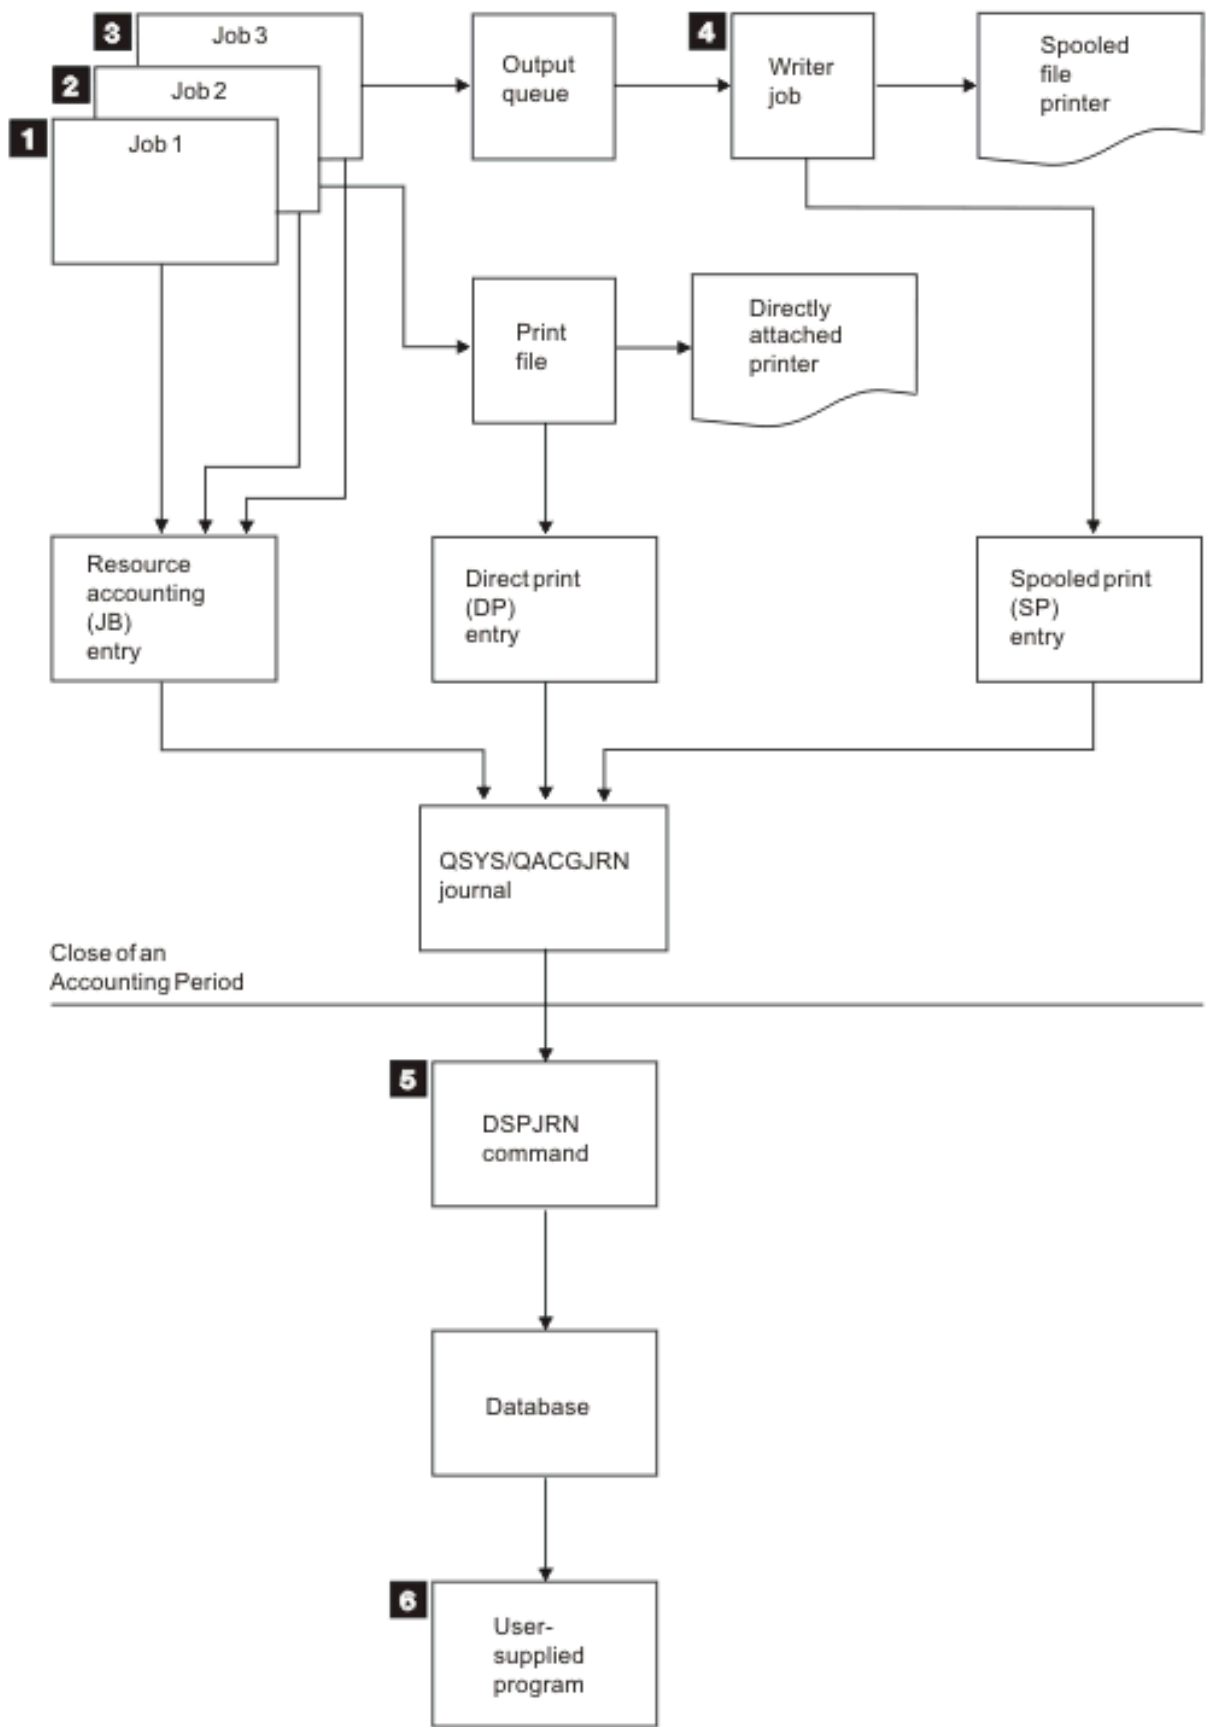 3
Job 3
2
Job 2
1
Job 1
Output
queue
4
Writer
job
Spooled
file
printer
Print
file
Directly
attached
printer
Resource
accounting
(JB)
entry
Direct print
(DP)
entry
Spooled print
(SP)
entry
QSYS/QACGJRN
journal
Close of an
Accounting Period
5
DSPJRN
command
Database
6
User-
supplied
program